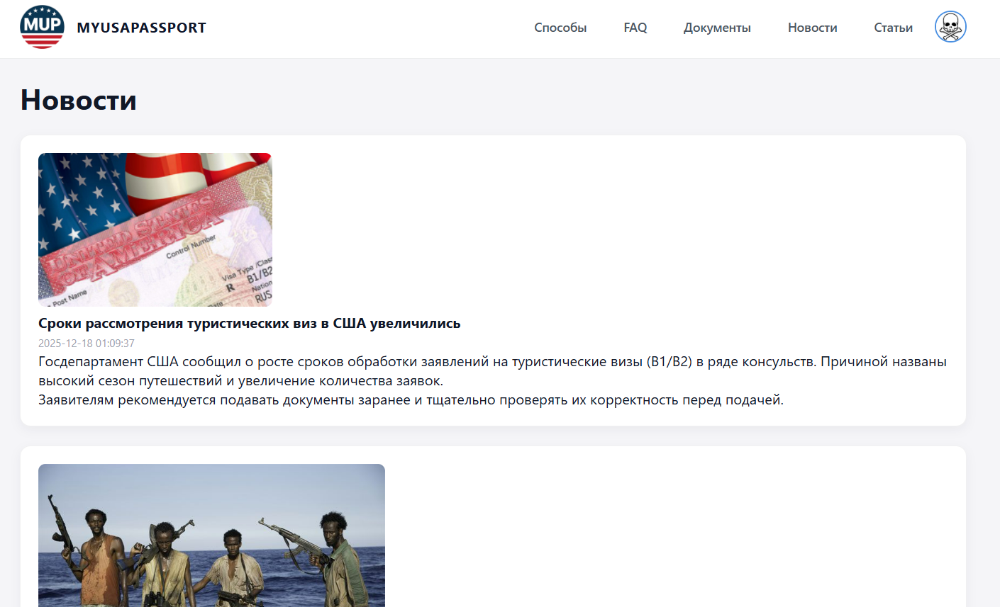 MUP
MYUSAPASSPORT
Способы
FAQ
Документы
Новости
Статьи
Новости
UNITED STATES
OF AMERICA
Control Number
Post Name
Visa Type /Class
R B1/B2
RUS
Сроки рассмотрения туристических виз в США увеличились
2025-12-18 01:09:37
Госдепартамент США сообщил о росте сроков обработки заявлений на туристические визы (B1/B2) в ряде консульств. Причиной названы
высокий сезон путешествий и увеличение количества заявок.
Заявителям рекомендуется подавать документы заранее и тщательно проверять их корректность перед подачей.